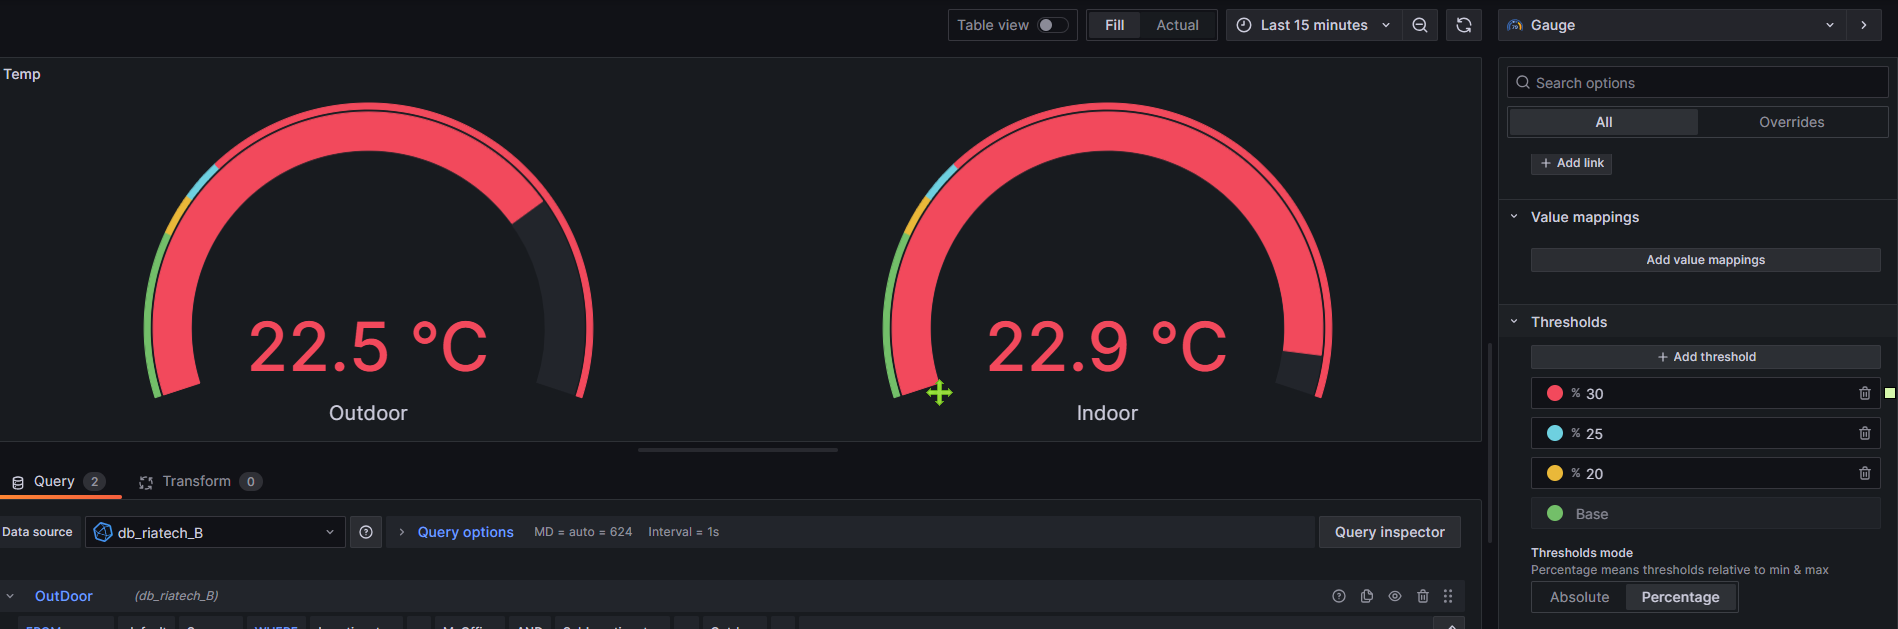 Table view Fill Actual Last 15 minutes Gauge
Temp
Search options
All Overrides
+ Add link
Value mappings
Add value mappings
Thresholds
+ Add threshold
% 30
% 25
% 20
Base
Thresholds mode
Percentage means thresholds relative to min & max
Absolute Percentage
22.5 °C 22.9 °C
Outdoor Indoor
Query 2 Transform 0
Data source db_riatech_B Query options MD = auto = 624 Interval = 1s Query inspector
OutDoor (db_riatech_B)
FROM WHERE AND